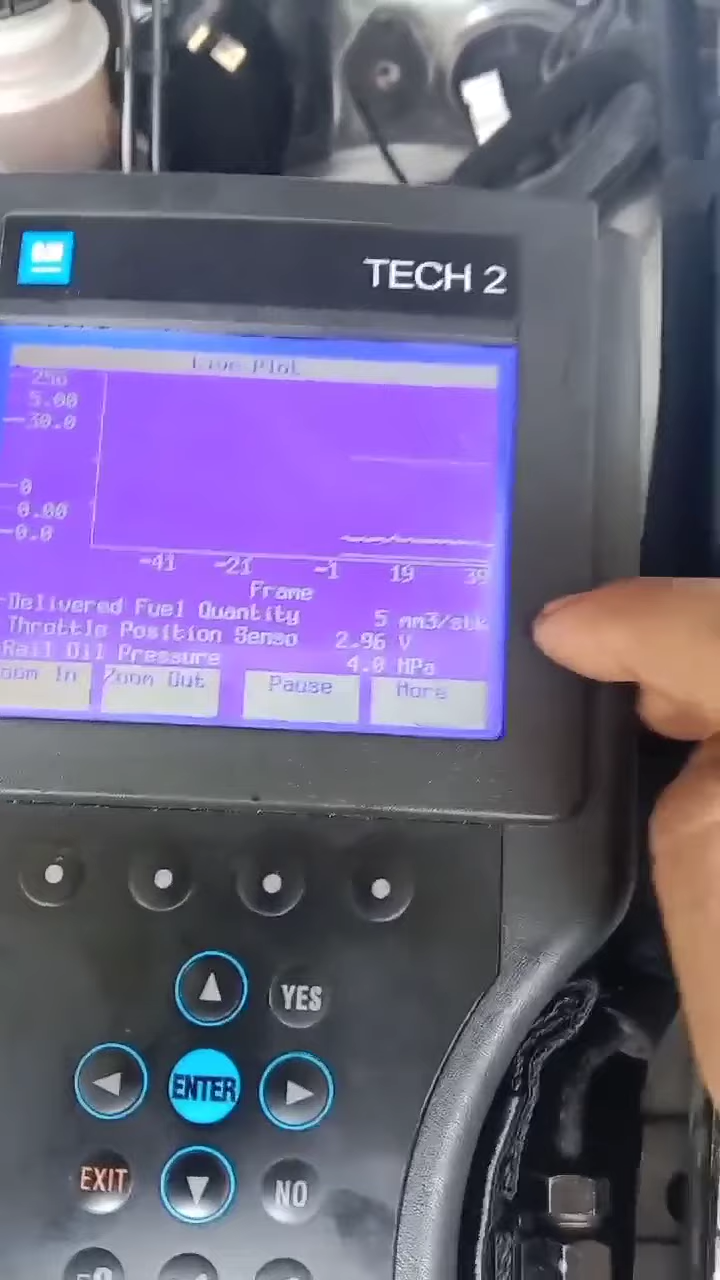 TECH 2
Live Plot
250
5.00
30.0
0
0.00
0.0
-41 -21 -1 19 39
Frame
Delivered Fuel Quantity 5 mm3/stk
Throttle Position Senso 2.96 V
Rail Oil Pressure 4.0 MPa
oom In Zoom Out Pause More
YES
ENTER
EXIT NO